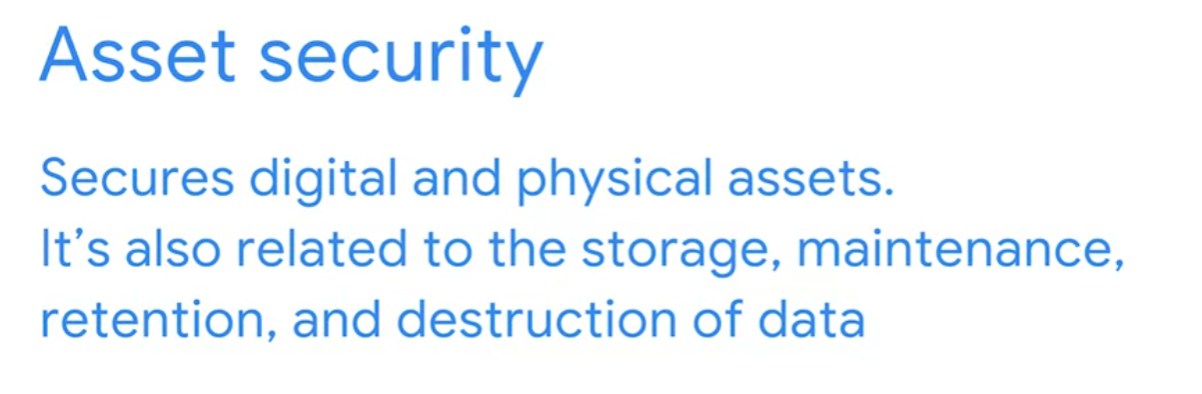 Asset security
Secures digital and physical assets.
It’s also related to the storage, maintenance,
retention, and destruction of data